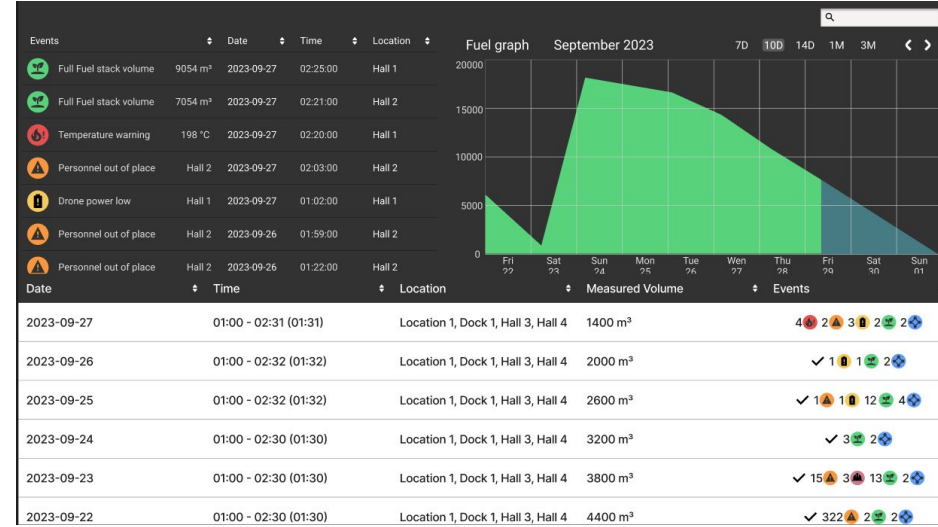 Events Date Time Location
Full Fuel stack volume 9054 m³ 2023-09-27 02:25:00 Hall 1
Full Fuel stack volume 7054 m³ 2023-09-27 02:21:00 Hall 2
Temperature warning 198 °C 2023-09-27 02:20:00 Hall 1
Personnel out of place Hall 2 2023-09-27 02:03:00 Hall 2
Drone power low Hall 1 2023-09-27 01:02:00 Hall 1
Personnel out of place Hall 2 2023-09-26 01:59:00 Hall 2
Personnel out of place Hall 2 2023-09-26 01:22:00 Hall 2
Fuel graph September 2023 7D 10D 14D 1M 3M
20000
15000
10000
5000
0
Fri Sat Sun Mon Tue Wen Thu Fri Sat Sun
22 23 24 25 26 27 28 29 30 01
Date Time Location Measured Volume Events
2023-09-27 01:00 - 02:31 (01:31) Location 1, Dock 1, Hall 3, Hall 4 1400 m³ 4 2 3 2 2
2023-09-26 01:00 - 02:32 (01:32) Location 1, Dock 1, Hall 3, Hall 4 2000 m³ 1 1 2
2023-09-25 01:00 - 02:32 (01:32) Location 1, Dock 1, Hall 3, Hall 4 2600 m³ 1 1 12 4
2023-09-24 01:00 - 02:30 (01:30) Location 1, Dock 1, Hall 3, Hall 4 3200 m³ 3 2
2023-09-23 01:00 - 02:30 (01:30) Location 1, Dock 1, Hall 3, Hall 4 3800 m³ 15 3 13 2
2023-09-22 01:00 - 02:30 (01:30) Location 1, Dock 1, Hall 3, Hall 4 4400 m³ 322 2 2